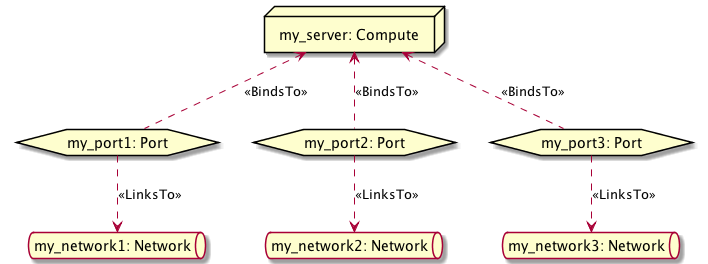 my_server: Compute
«BindsTo» «BindsTo» «BindsTo»
my_port1: Port my_port2: Port my_port3: Port
«LinksTo» «LinksTo» «LinksTo»
my_network1: Network my_network2: Network my_network3: Network